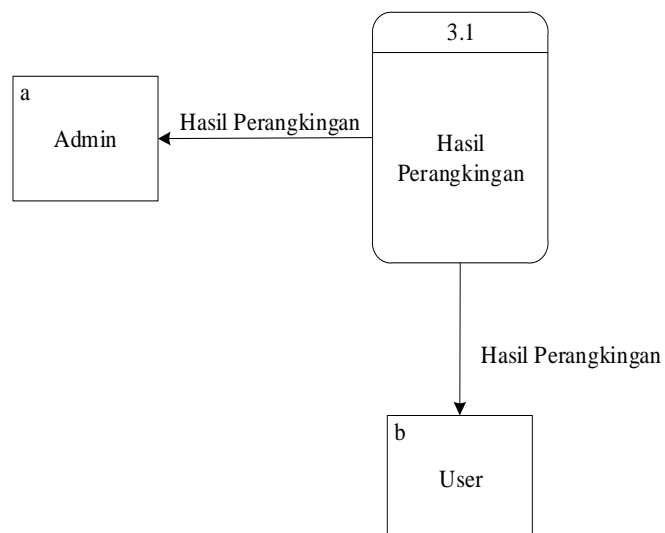 3.1
a
Admin
Hasil Perangkingan
Hasil
Perangkingan
Hasil Perangkingan
b
User